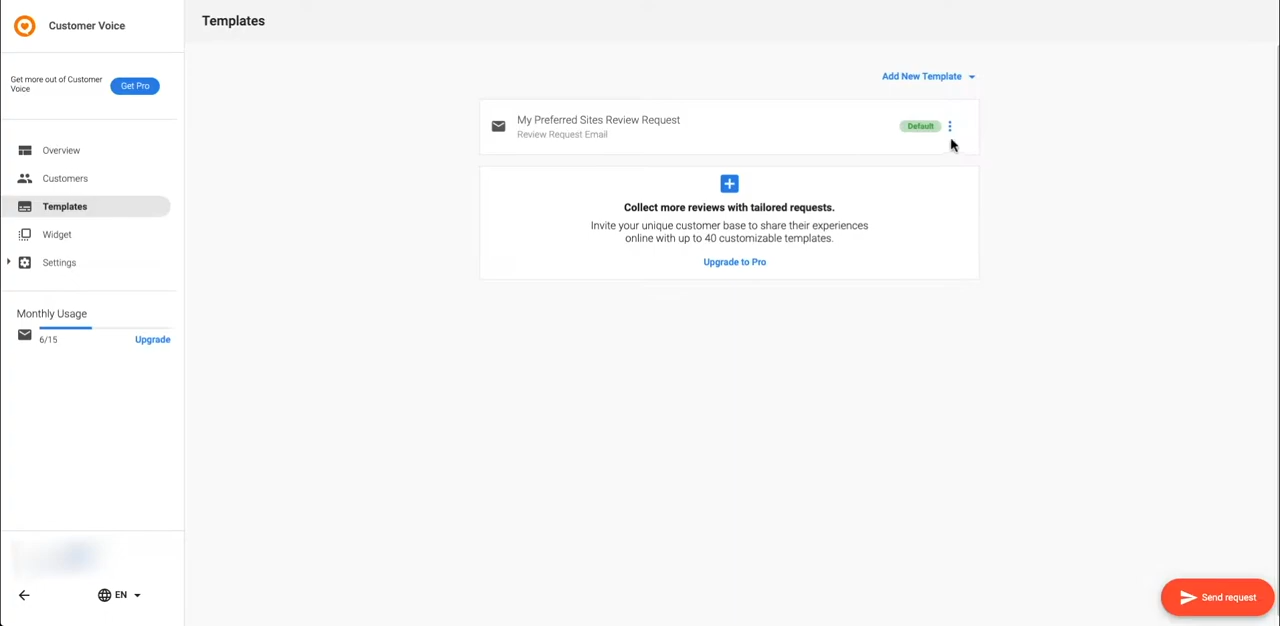 Customer Voice
Get more out of Customer
Voice
Get Pro
Overview
Customers
Templates
Widget
Settings
Monthly Usage
6/15
Upgrade
EN
Templates
Add New Template
My Preferred Sites Review Request
Review Request Email
Default
Collect more reviews with tailored requests.
Invite your unique customer base to share their experiences
online with up to 40 customizable templates.
Upgrade to Pro
Send request